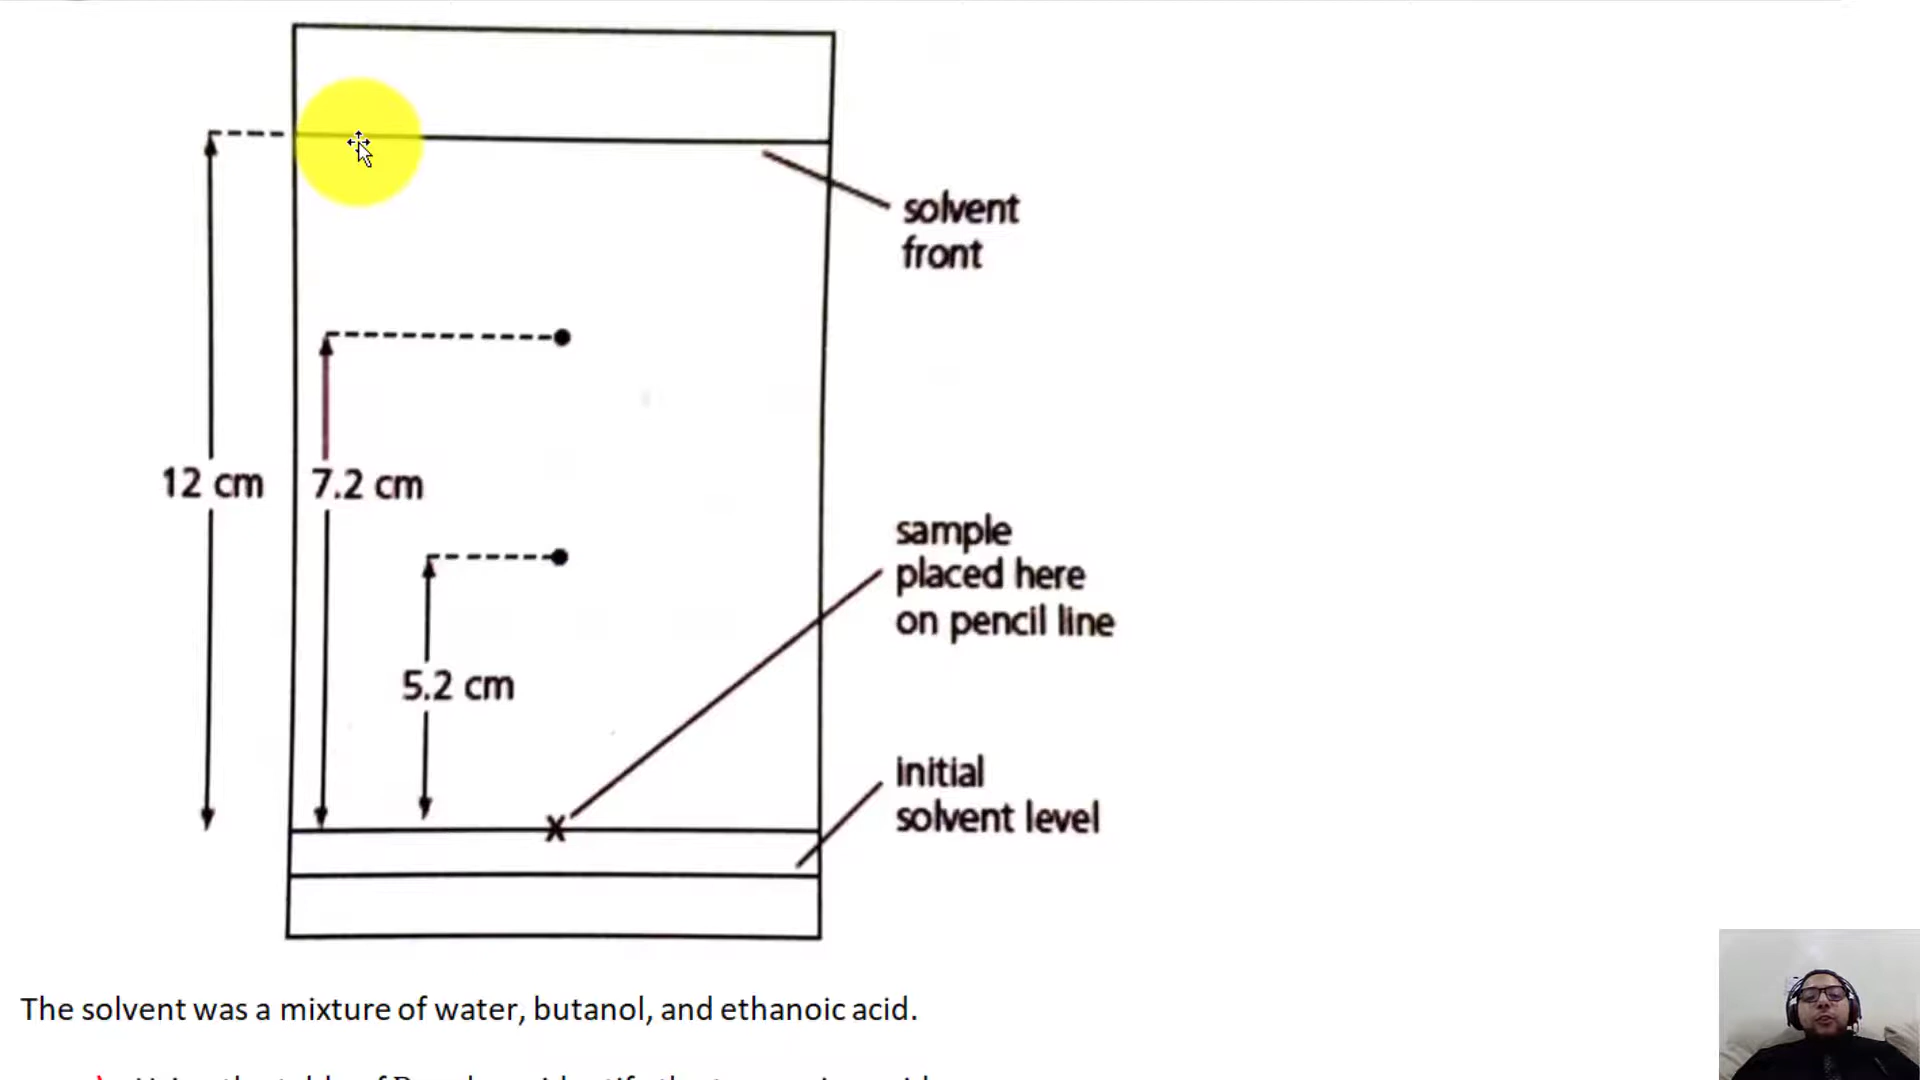 solvent
front
12 cm
7.2 cm
sample
placed here
on pencil line
5.2 cm
x
initial
solvent level
The solvent was a mixture of water, butanol, and ethanoic acid.